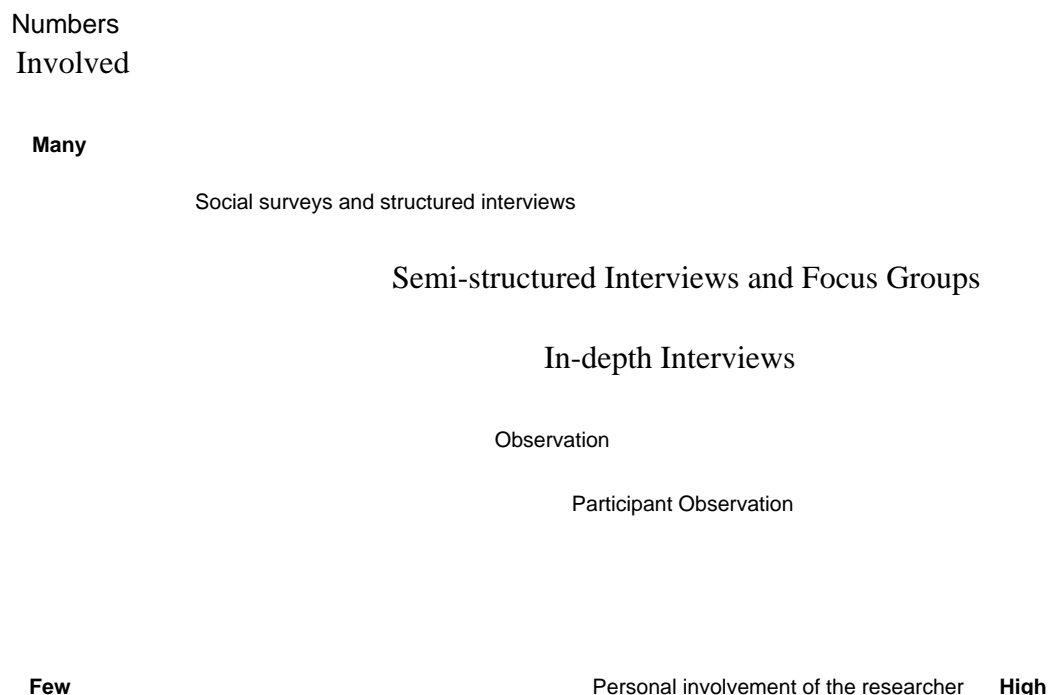 Numbers
Involved
Many
Social surveys and structured interviews
Semi-structured Interviews and Focus Groups
In-depth Interviews
Observation
Participant Observation
Few Personal involvement of the researcher High